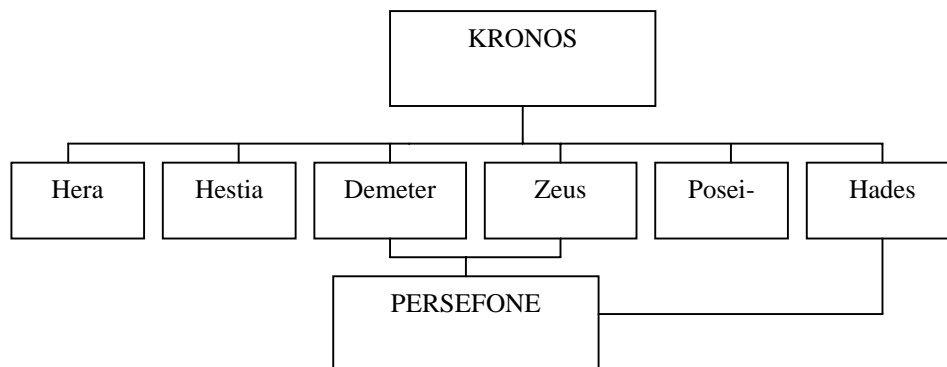 KRONOS
Hera
Hestia
Demeter
Zeus
Posei-
Hades
PERSEFONE